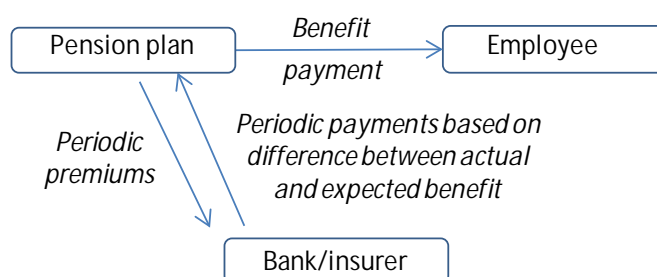 Pension plan
Benefit
payment
Employee
Periodic
premiums
Periodic payments based on
difference between actual
and expected benefit
Bank/insurer